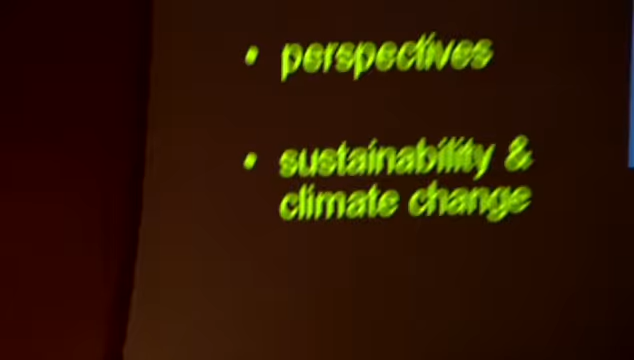 • perspectives
• sustainability &
climate change